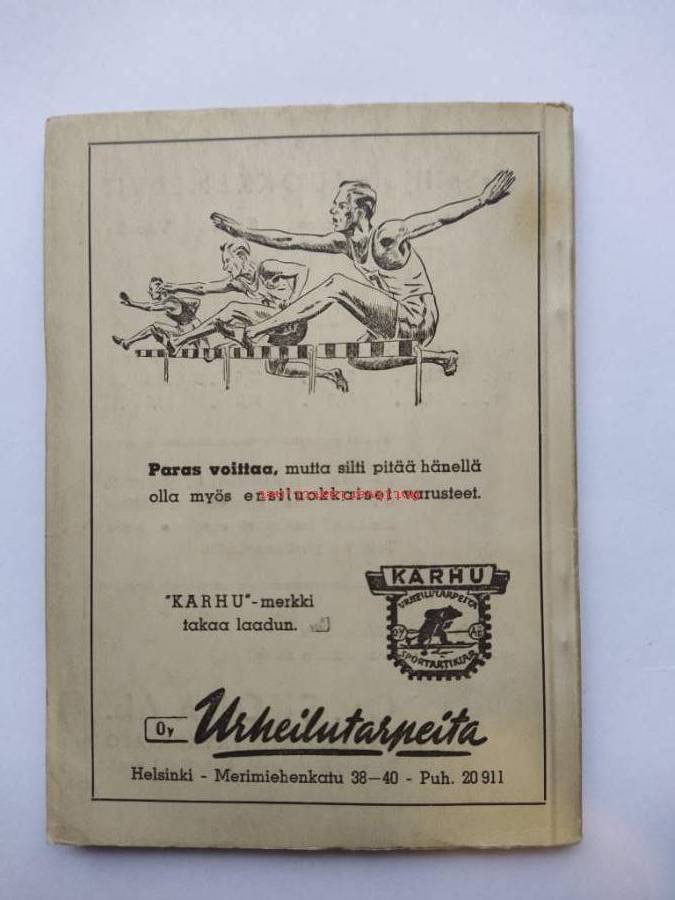 Paras voittaa, mutta silti pitää hänellä
olla myös ensiluokkaiset varusteet.
"KARHU"-merkki
takaa laadun.
KARHU
URHEILUTARPEITA
OY AB
SPORTARTIKLAR
Oy Urheilutarpeita
Helsinki - Merimiehenkatu 38—40 - Puh. 20 911